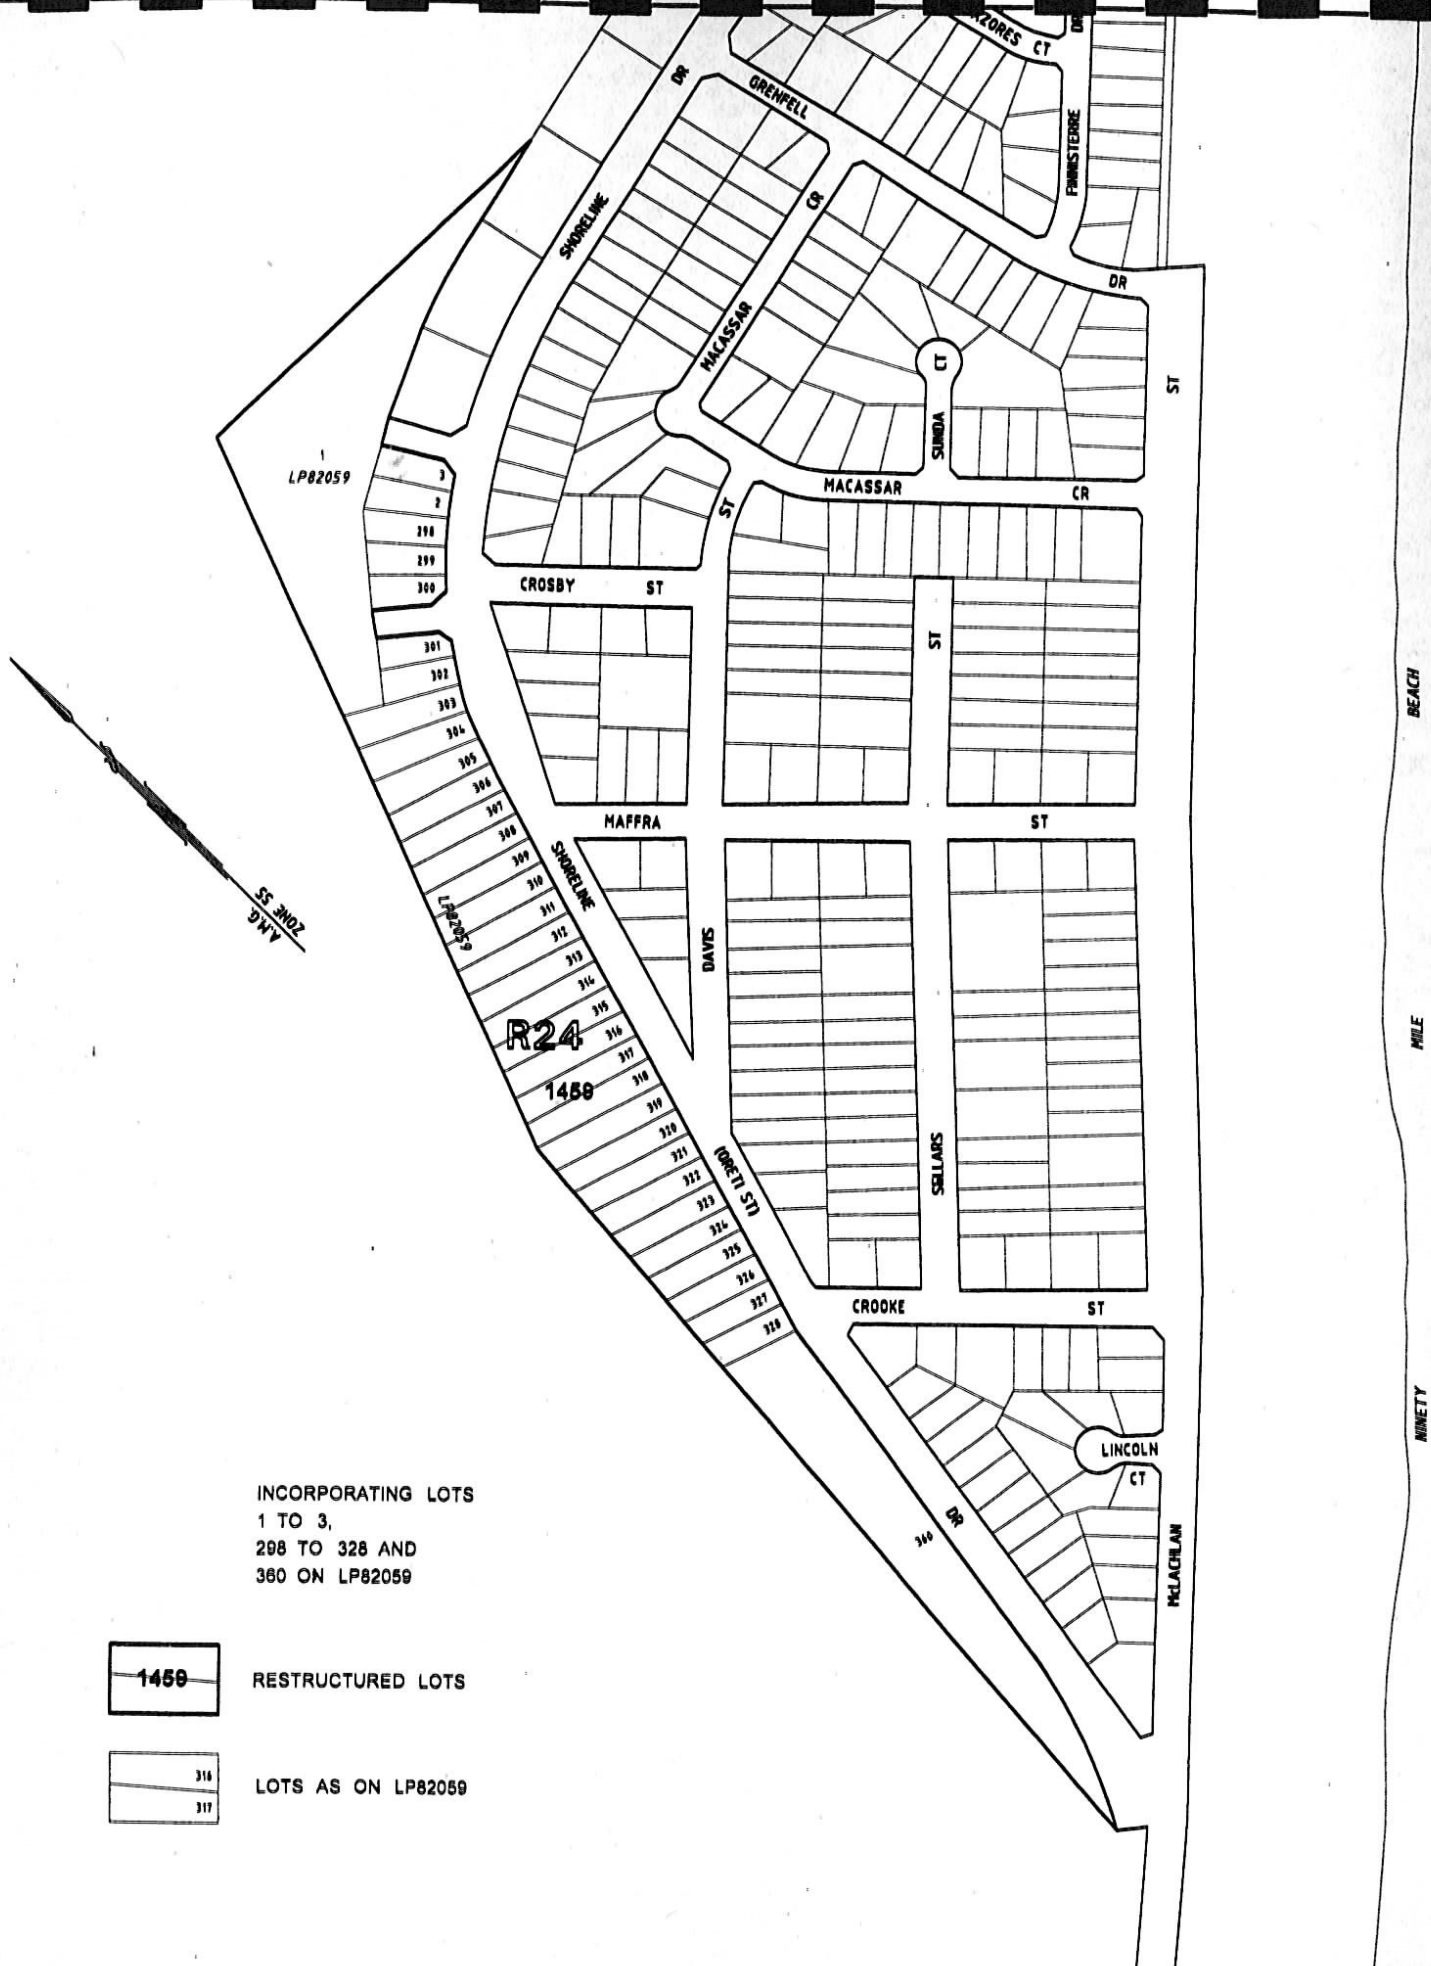 AZORES CT
DR
DR
GRENFELL
FINNISTERRE
SHORELINE
CR
DR
MACASSAR
CT
SUNDA
ST
1
LP82059
3
2
298
299
300
MACASSAR
CR
ST
CROSBY ST
301
302
303
304
305
306
307
308
309
310
311
312
313
314
315
316
317
318
319
320
321
322
323
324
325
326
327
328
ST
BEACH
MAFFRA
ST
SHORELINE
LP82059
DAVIS
A.M.G.
ZONE 55
R24
1459
MILE
SELLARS
(ORETI ST)
CROOKE
ST
NINETY
LINCOLN
CT
DR
360
McLACHLAN
INCORPORATING LOTS
1 TO 3,
298 TO 328 AND
360 ON LP82059
1459
RESTRUCTURED LOTS
316
317
LOTS AS ON LP82059